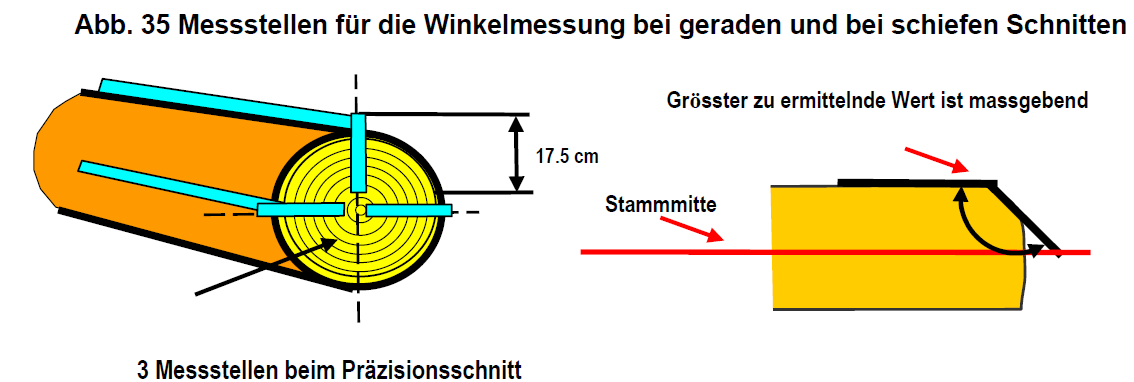 Abb. 35 Messstellen für die Winkelmessung bei geraden und bei schiefen Schnitten
Grösster zu ermittelnde Wert ist massgebend
17.5 cm
Stammmitte
3 Messstellen beim Präzisionsschnitt